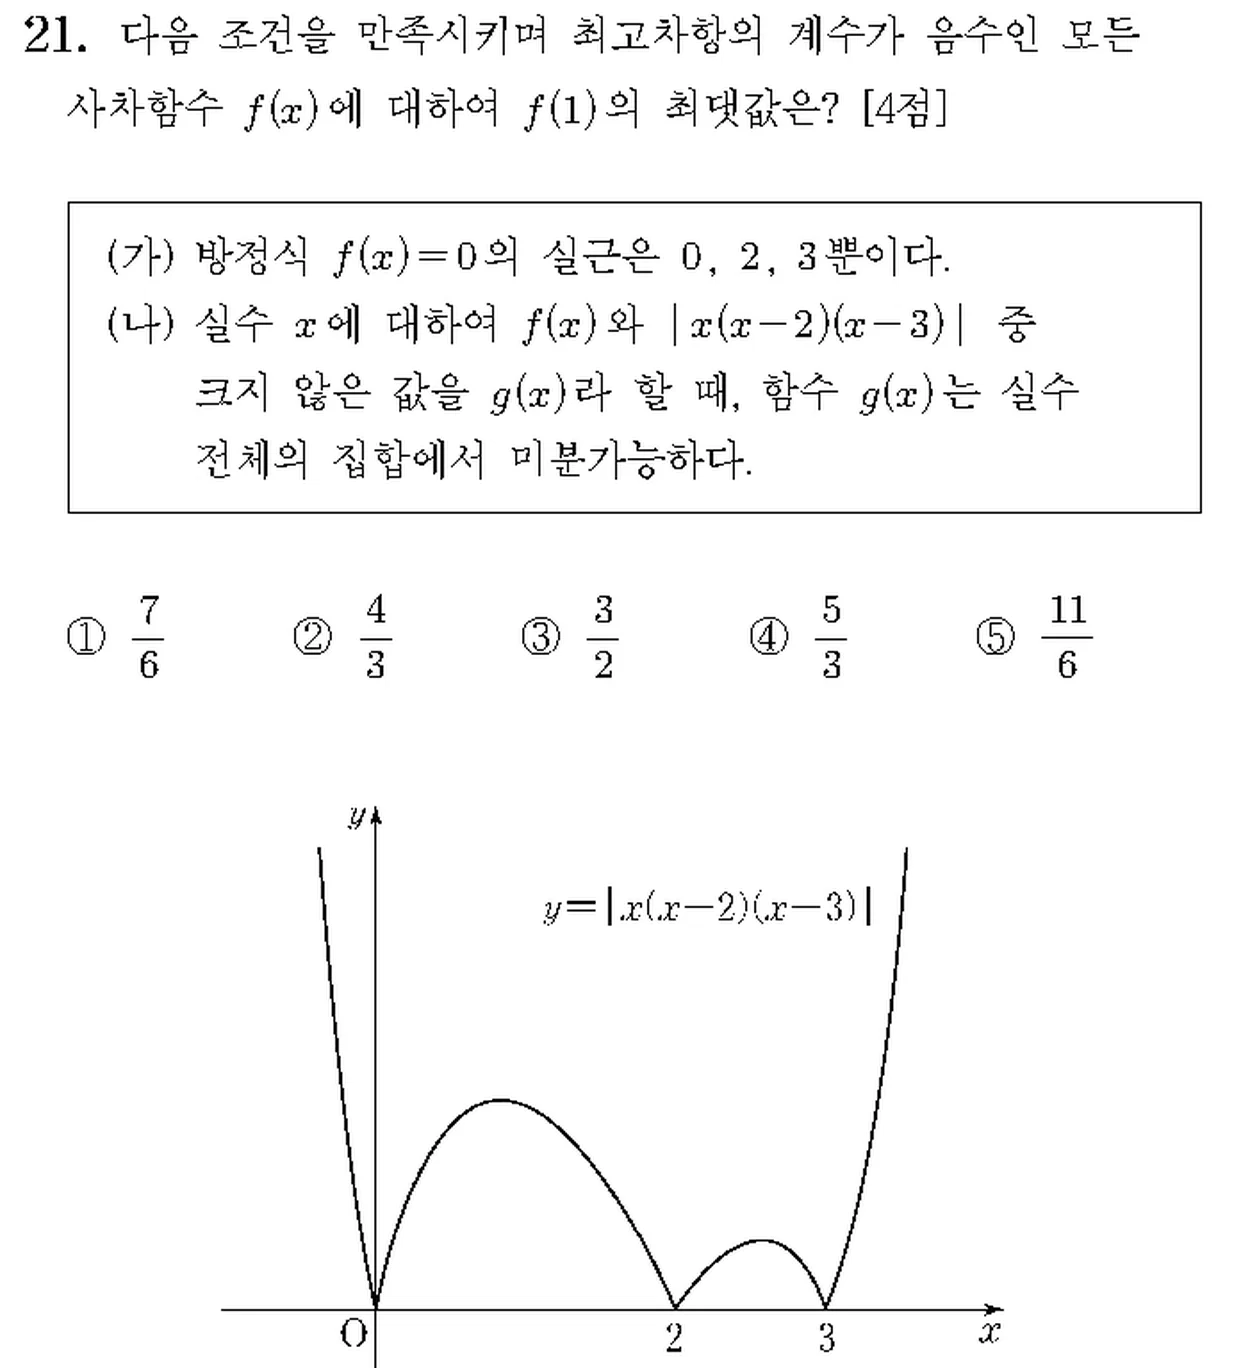 21. 다음 조건을 만족시키며 최고차항의 계수가 음수인 모든
사차함수 f(x)에 대하여 f(1)의 최댓값은? [4점]
(가) 방정식 f(x)=0의 실근은 0, 2, 3뿐이다.
(나) 실수 x에 대하여 f(x)와 |x(x-2)(x-3)| 중
크지 않은 값을 g(x)라 할 때, 함수 g(x)는 실수
전체의 집합에서 미분가능하다.
① 7/6 ② 4/3 ③ 3/2 ④ 5/3 ⑤ 11/6
y
y=|x(x-2)(x-3)|
O 2 3 x